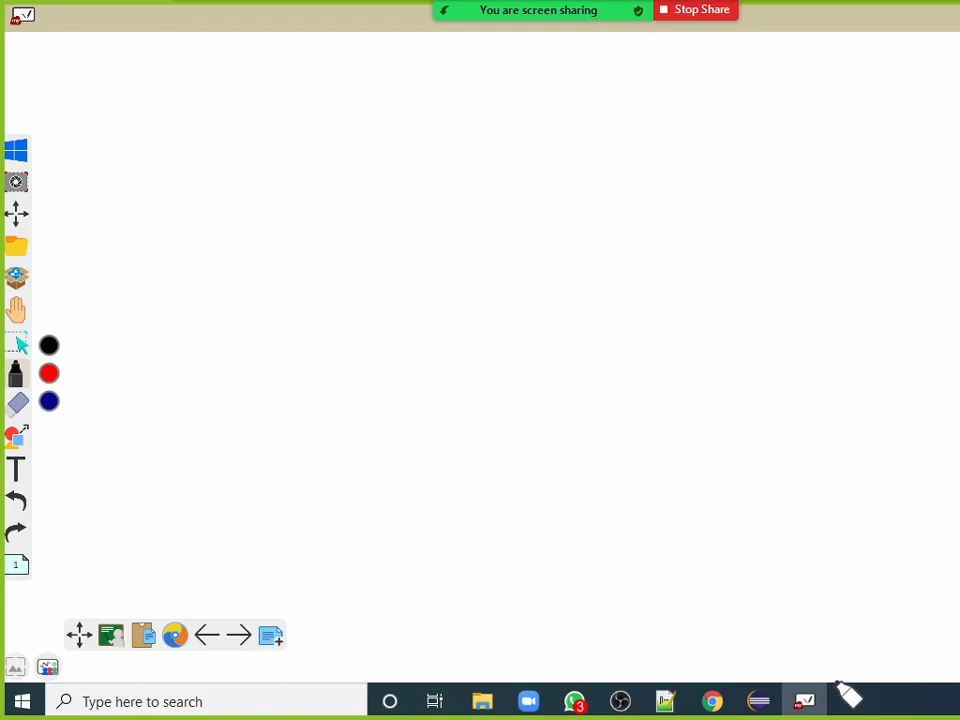 You are screen sharing
Stop Share
1
Type here to search
3